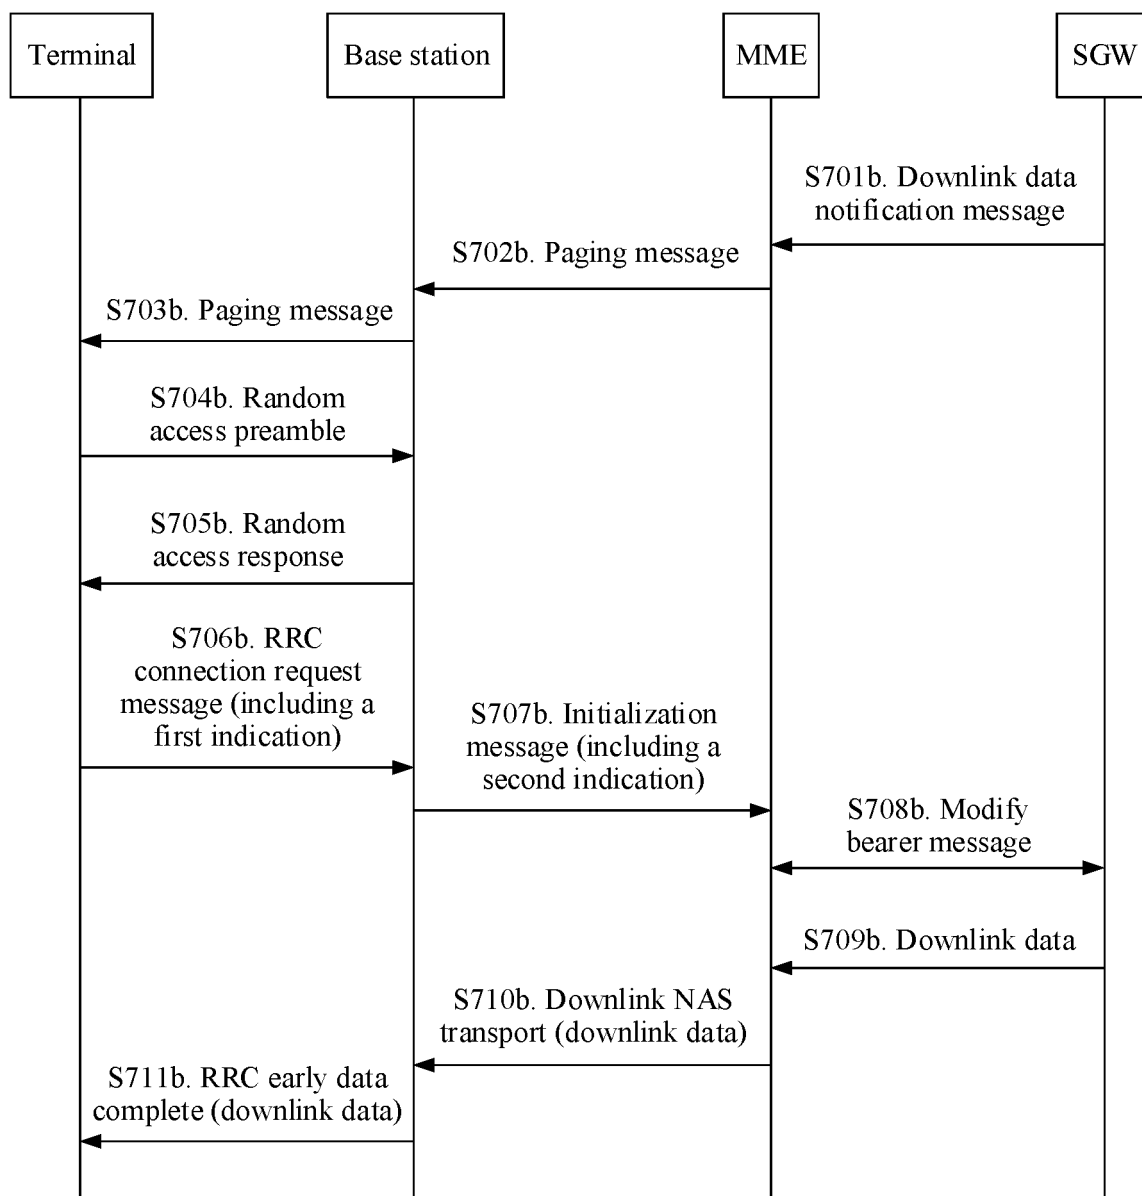 Terminal
Base station
MME
SGW
S701b. Downlink data
notification message
S702b. Paging message
S703b. Paging message
S704b. Random
access preamble
S705b. Random
access response
S706b. RRC
connection request
message (including a
first indication)
S707b. Initialization
message (including a
second indication)
S708b. Modify
bearer message
S709b. Downlink data
S710b. Downlink NAS
transport (downlink data)
S711b. RRC early data
complete (downlink data)